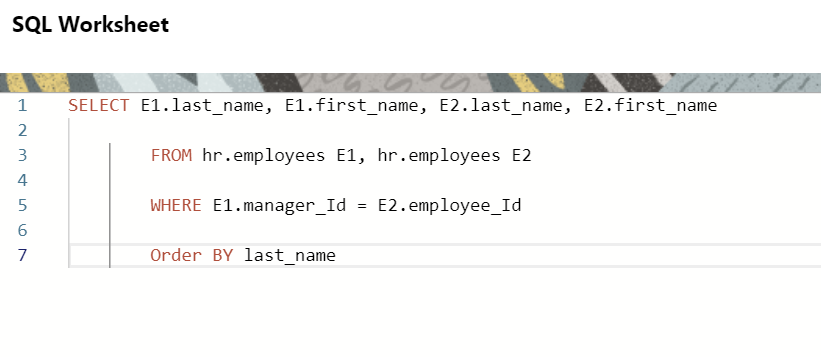 SQL Worksheet
1 SELECT E1.last_name, E1.first_name, E2.last_name, E2.first_name
2
3 FROM hr.employees E1, hr.employees E2
4
5 WHERE E1.manager_Id = E2.employee_Id
6
7 Order BY last_name